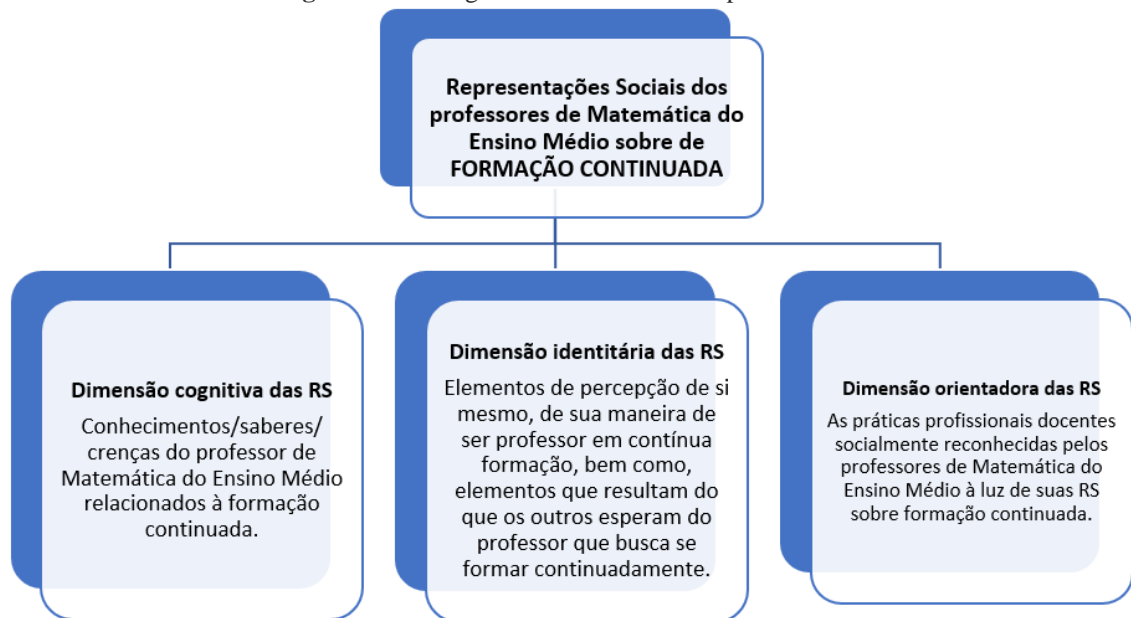 Representações Sociais dos
professores de Matemática do
Ensino Médio sobre de
FORMAÇÃO CONTINUADA
Dimensão cognitiva das RS
Conhecimentos/saberes/
crenças do professor de
Matemática do Ensino Médio
relacionados à formação
continuada.
Dimensão identitária das RS
Elementos de percepção de si
mesmo, de sua maneira de
ser professor em contínua
formação, bem como,
elementos que resultam do
que os outros esperam do
professor que busca se
formar continuadamente.
Dimensão orientadora das RS
As práticas profissionais docentes
socialmente reconhecidas pelos
professores de Matemática do
Ensino Médio à luz de suas RS
sobre formação continuada.